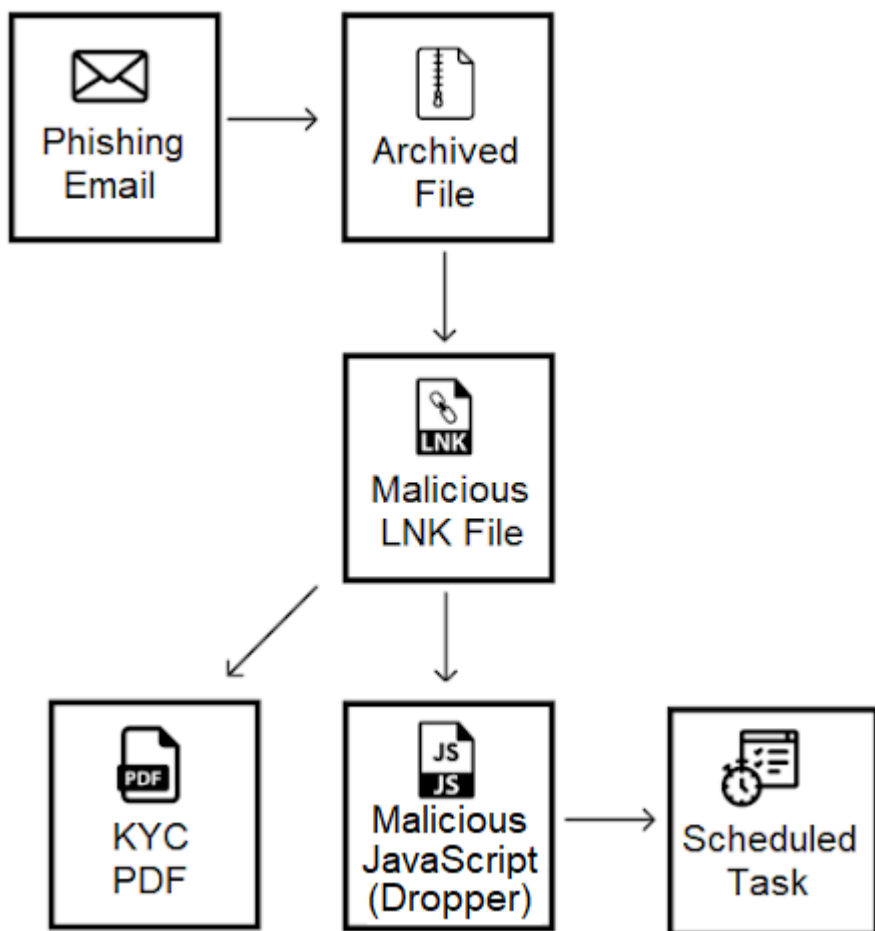 Phishing
Email
Archived
File
LNK
Malicious
LNK File
PDF
KYC
PDF
JS
JS
Malicious
JavaScript
(Dropper)
Scheduled
Task